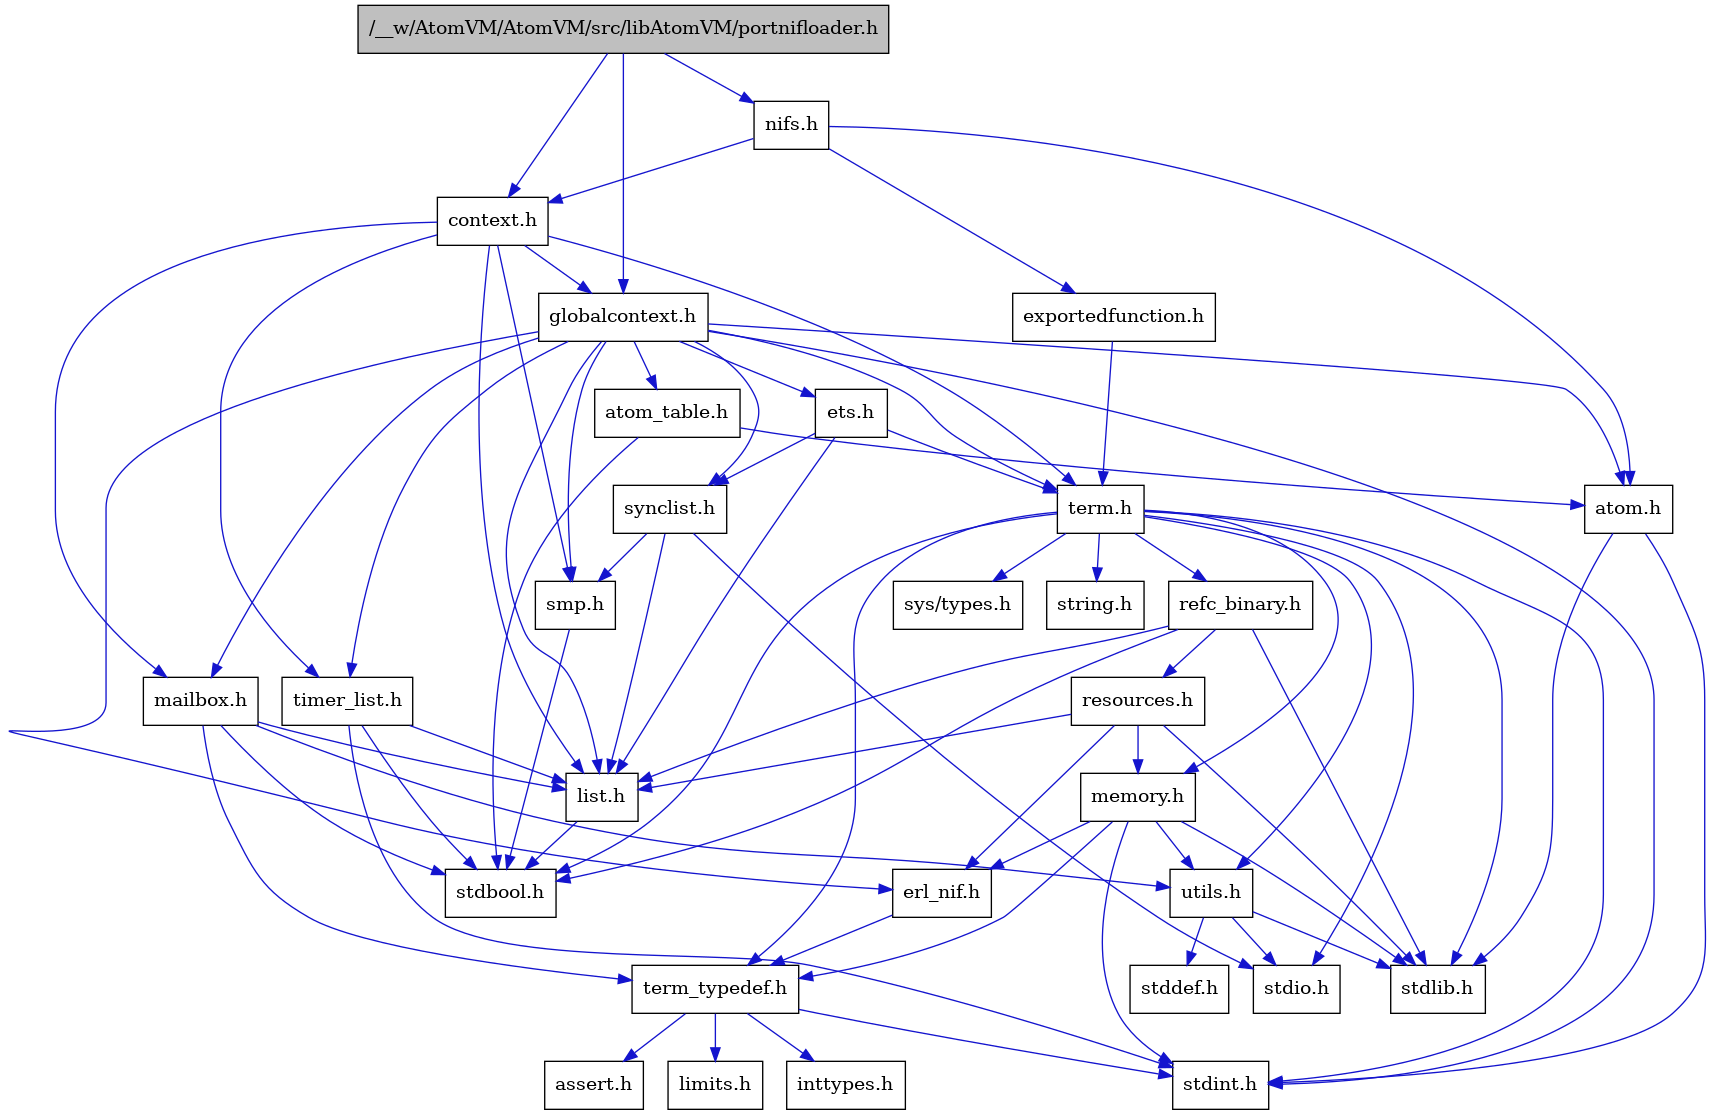 /__w/AtomVM/AtomVM/src/libAtomVM/portnifloader.h
nifs.h
context.h
globalcontext.h
exportedfunction.h
atom_table.h
ets.h
synclist.h
term.h
atom.h
smp.h
sys/types.h
string.h
refc_binary.h
mailbox.h
timer_list.h
resources.h
list.h
memory.h
stdbool.h
erl_nif.h
utils.h
term_typedef.h
stddef.h
stdio.h
stdlib.h
assert.h
limits.h
inttypes.h
stdint.h